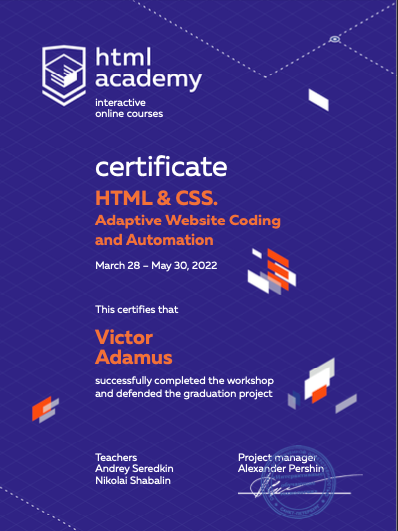 html
academy
interactive
online courses
certificate
HTML & CSS.
Adaptive Website Coding
and Automation
March 28 – May 30, 2022
This certifies that
Victor
Adamus
successfully completed the workshop
and defended the graduation project
Teachers
Andrey Seredkin
Nikolai Shabalin
Project manager
Alexander Pershin